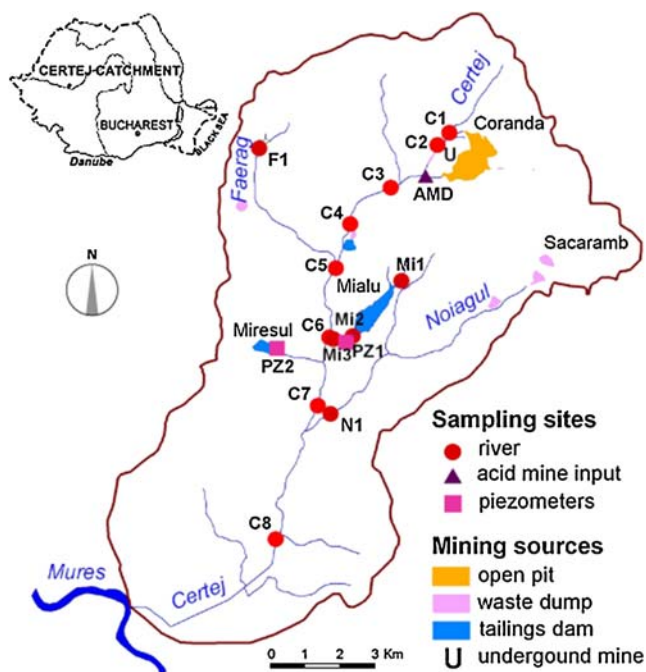 CERTEJ-CATCHMENT
BUCHAREST
BLACK SEA
Danube
Certej
C1
Coranda
C2
U
F1
Faerag
C3
AMD
C4
Sacaramb
N
C5
Mi1
Mialu
Noiagul
Miresul
C6
Mi2
Mi3
PZ1
PZ2
C7
N1
Sampling sites
river
acid mine input
piezometers
C8
Mining sources
Mures
open pit
Certej
waste dump
tailings dam
0 1 2 3 Km
U undergound mine